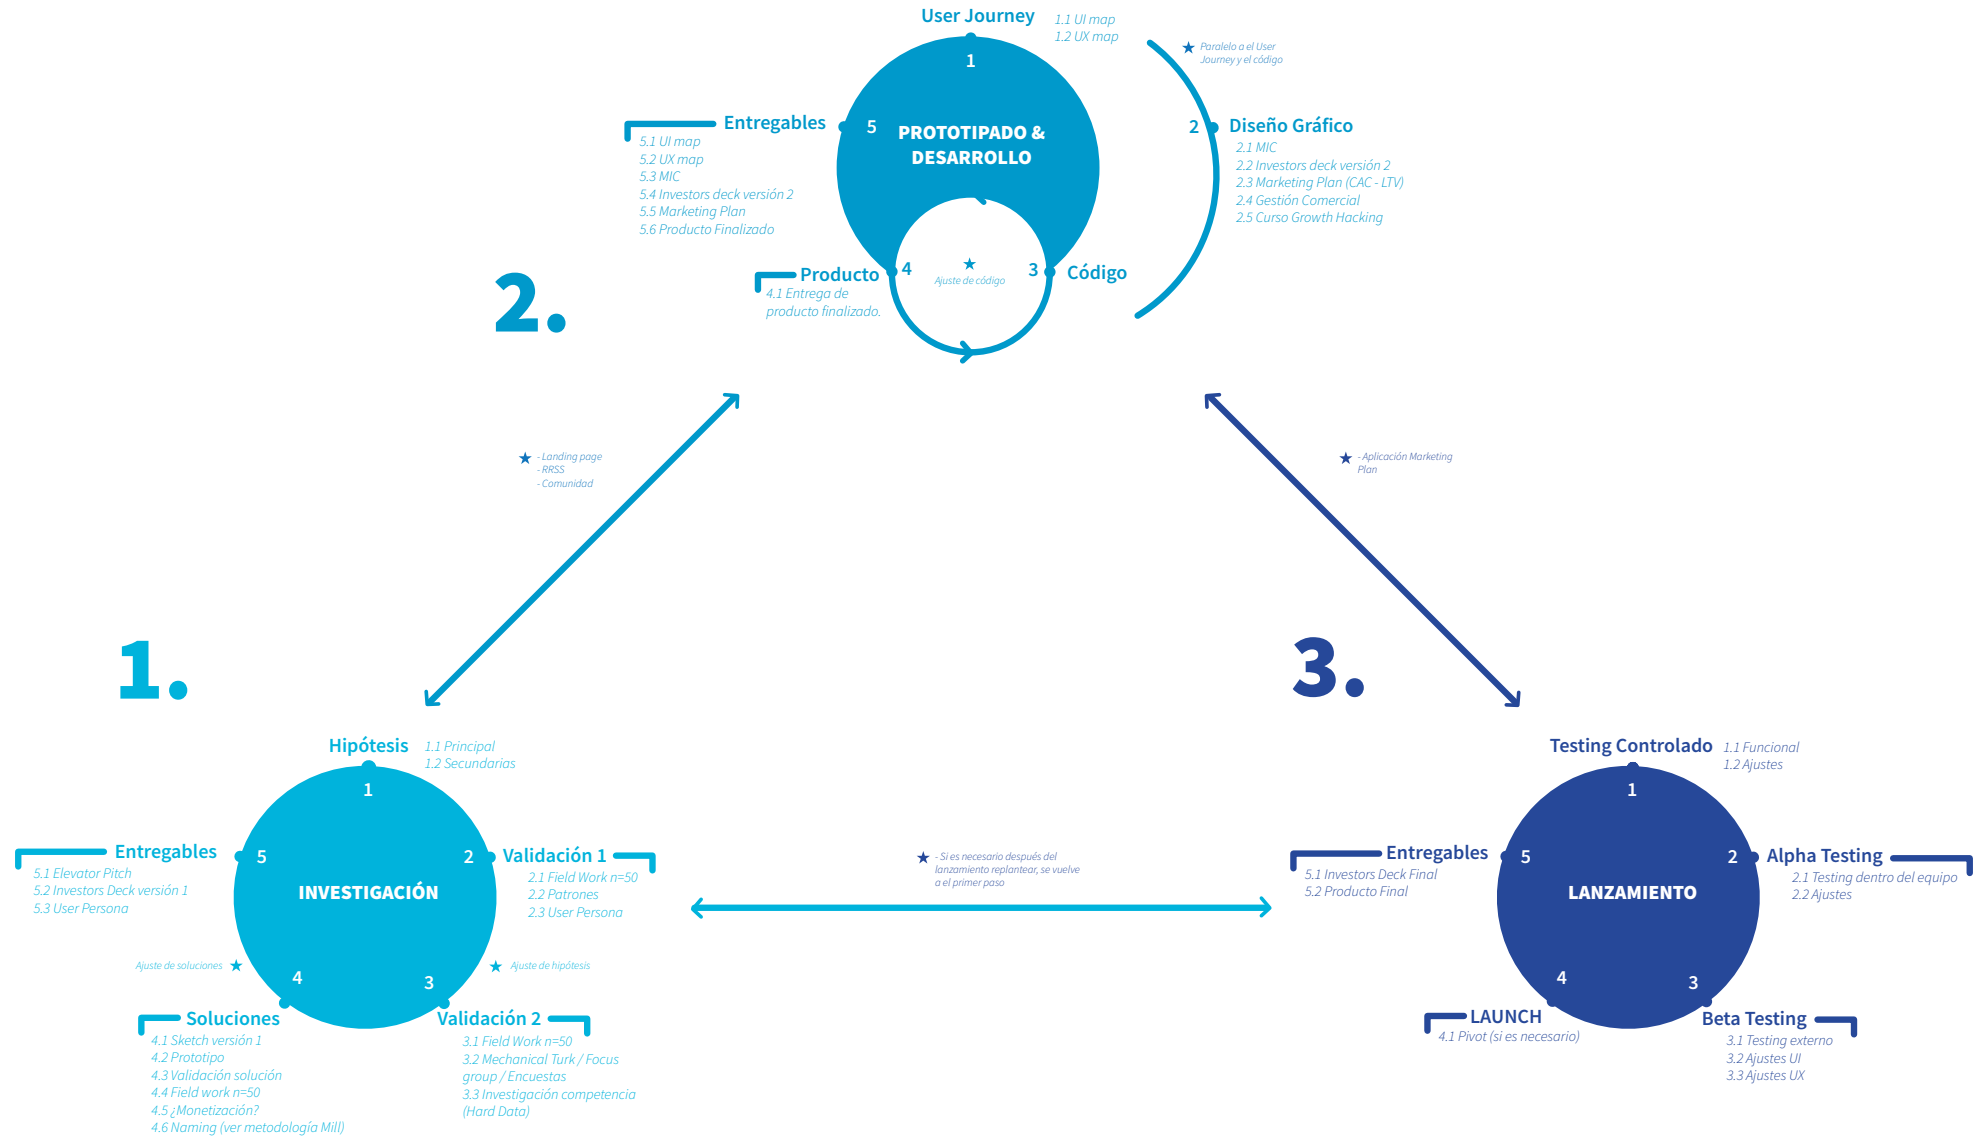 User Journey
1.1 UI map
1.2 UX map
1
★ Paralelo a el User
Journey y el código
Entregables
5
5.1 UI map
5.2 UX map
5.3 MIC
5.4 Investors deck versión 2
5.5 Marketing Plan
5.6 Producto Finalizado
PROTOTIPADO &
DESARROLLO
2
Diseño Gráfico
2.1 MIC
2.2 Investors deck versión 2
2.3 Marketing Plan (CAC - LTV)
2.4 Gestión Comercial
2.5 Curso Growth Hacking
Producto
4
4.1 Entrega de
producto finalizado.
★
Ajuste de código
3
Código
2.
★ - Landing page
- RRSS
- Comunidad
★ - Aplicación Marketing
Plan
1.
Hipótesis
1.1 Principal
1.2 Secundarias
1
Entregables
5
5.1 Elevator Pitch
5.2 Investors Deck versión 1
5.3 User Persona
INVESTIGACIÓN
2
Validación 1
2.1 Field Work n=50
2.2 Patrones
2.3 User Persona
Ajuste de soluciones ★
★ Ajuste de hipótesis
4
Soluciones
4.1 Sketch versión 1
4.2 Prototipo
4.3 Validación solución
4.4 Field work n=50
4.5 ¿Monetización?
4.6 Naming (ver metodología Mill)
3
Validación 2
3.1 Field Work n=50
3.2 Mechanical Turk / Focus
group / Encuestas
3.3 Investigación competencia
(Hard Data)
★ - Si es necesario después del
lanzamiento replantear, se vuelve
a el primer paso
3.
Testing Controlado
1.1 Funcional
1.2 Ajustes
1
Entregables
5
5.1 Investors Deck Final
5.2 Producto Final
LANZAMIENTO
2
Alpha Testing
2.1 Testing dentro del equipo
2.2 Ajustes
4
LAUNCH
4.1 Pivot (si es necesario)
3
Beta Testing
3.1 Testing externo
3.2 Ajustes UI
3.3 Ajustes UX